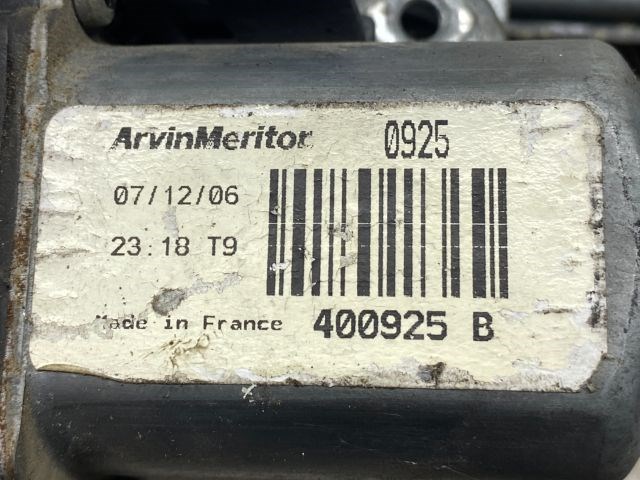 ArvinMeritor 0925
07/12/06
23:18 T9
Made in France 400925 B